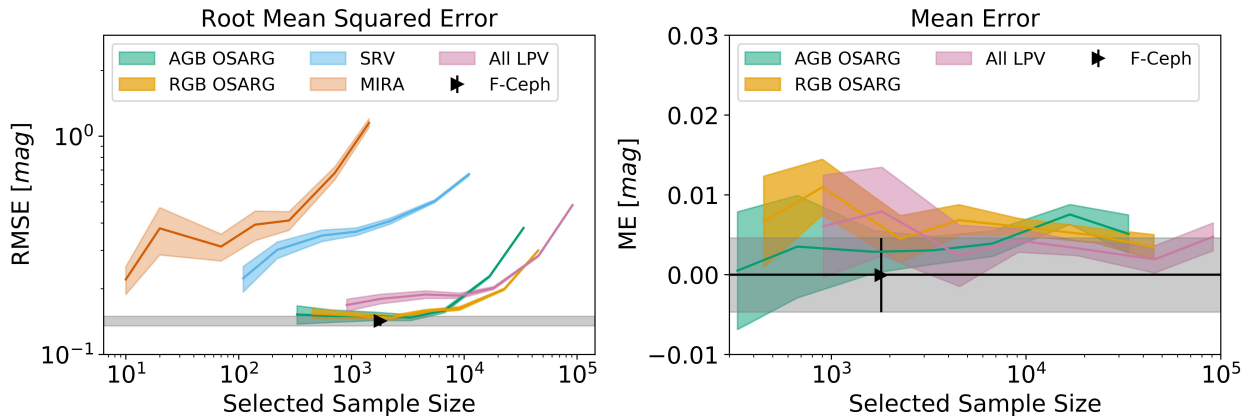 Root Mean Squared Error
AGB OSARG
RGB OSARG
SRV
MIRA
All LPV
F-Ceph
RMSE [mag]
10⁰
10⁻¹
10¹
10²
10³
10⁴
10⁵
Selected Sample Size
Mean Error
AGB OSARG
RGB OSARG
All LPV
F-Ceph
ME [mag]
0.03
0.02
0.01
0.00
−0.01
10³
10⁴
10⁵
Selected Sample Size